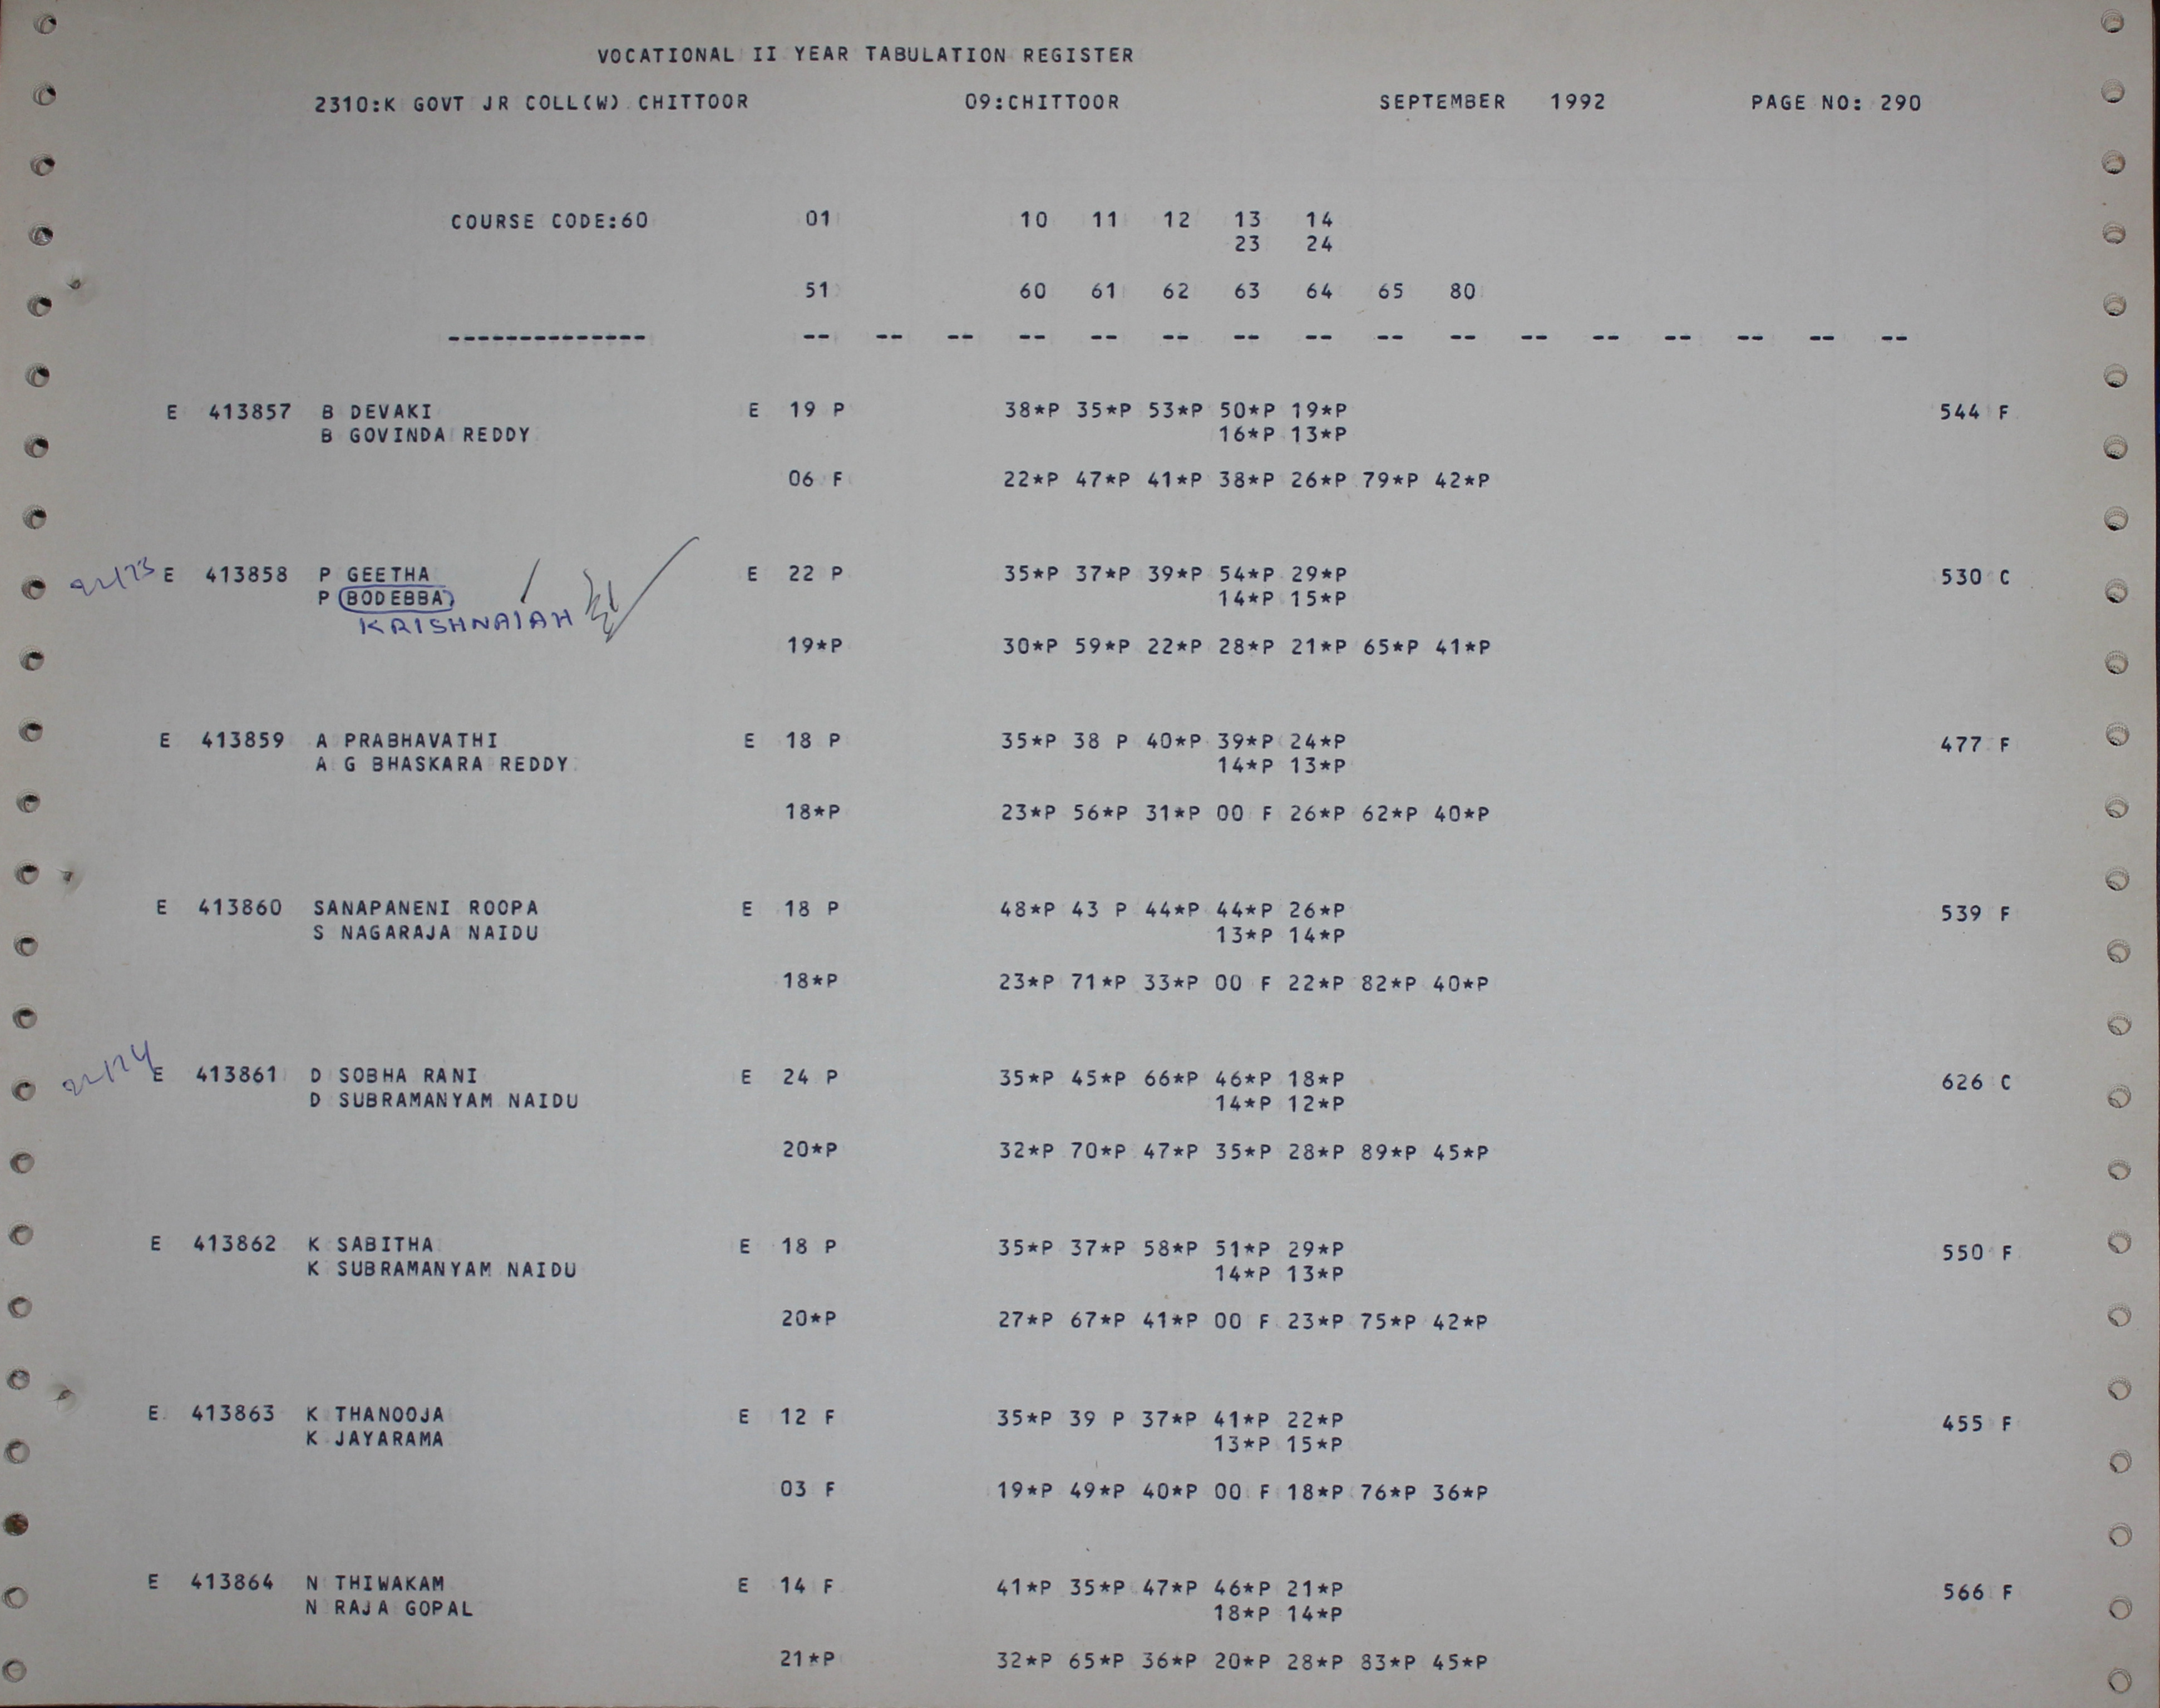 VOCATIONAL II YEAR TABULATION REGISTER
2310:K GOVT JR COLL(W) CHITTOOR 09:CHITTOOR SEPTEMBER 1992 PAGE NO: 290
COURSE CODE:60 01 10 11 12 13 14
23 24
51 60 61 62 63 64 65 80
-------------- -- -- -- -- -- -- -- -- -- -- -- -- -- -- -- --
E 413857 B DEVAKI E 19 P 38*P 35*P 53*P 50*P 19*P 544 F
B GOVINDA REDDY 16*P 13*P
06 F 22*P 47*P 41*P 38*P 26*P 79*P 42*P
E 413858 P GEETHA E 22 P 35*P 37*P 39*P 54*P 29*P 530 C
P BODEBBA 14*P 15*P
KRISHNAIAH
19*P 30*P 59*P 22*P 28*P 21*P 65*P 41*P
E 413859 A PRABHAVATHI E 18 P 35*P 38 P 40*P 39*P 24*P 477 F
A G BHASKARA REDDY 14*P 13*P
18*P 23*P 56*P 31*P 00 F 26*P 62*P 40*P
E 413860 SANAPANENI ROOPA E 18 P 48*P 43 P 44*P 44*P 26*P 539 F
S NAGARAJA NAIDU 13*P 14*P
18*P 23*P 71*P 33*P 00 F 22*P 82*P 40*P
E 413861 D SOBHA RANI E 24 P 35*P 45*P 66*P 46*P 18*P 626 C
D SUBRAMANYAM NAIDU 14*P 12*P
20*P 32*P 70*P 47*P 35*P 28*P 89*P 45*P
E 413862 K SABITHA E 18 P 35*P 37*P 58*P 51*P 29*P 550 F
K SUBRAMANYAM NAIDU 14*P 13*P
20*P 27*P 67*P 41*P 00 F 23*P 75*P 42*P
E 413863 K THANOOJA E 12 F 35*P 39 P 37*P 41*P 22*P 455 F
K JAYARAMA 13*P 15*P
03 F 19*P 49*P 40*P 00 F 18*P 76*P 36*P
E 413864 N THIWAKAM E 14 F 41*P 35*P 47*P 46*P 21*P 566 F
N RAJA GOPAL 18*P 14*P
21*P 32*P 65*P 36*P 20*P 28*P 83*P 45*P